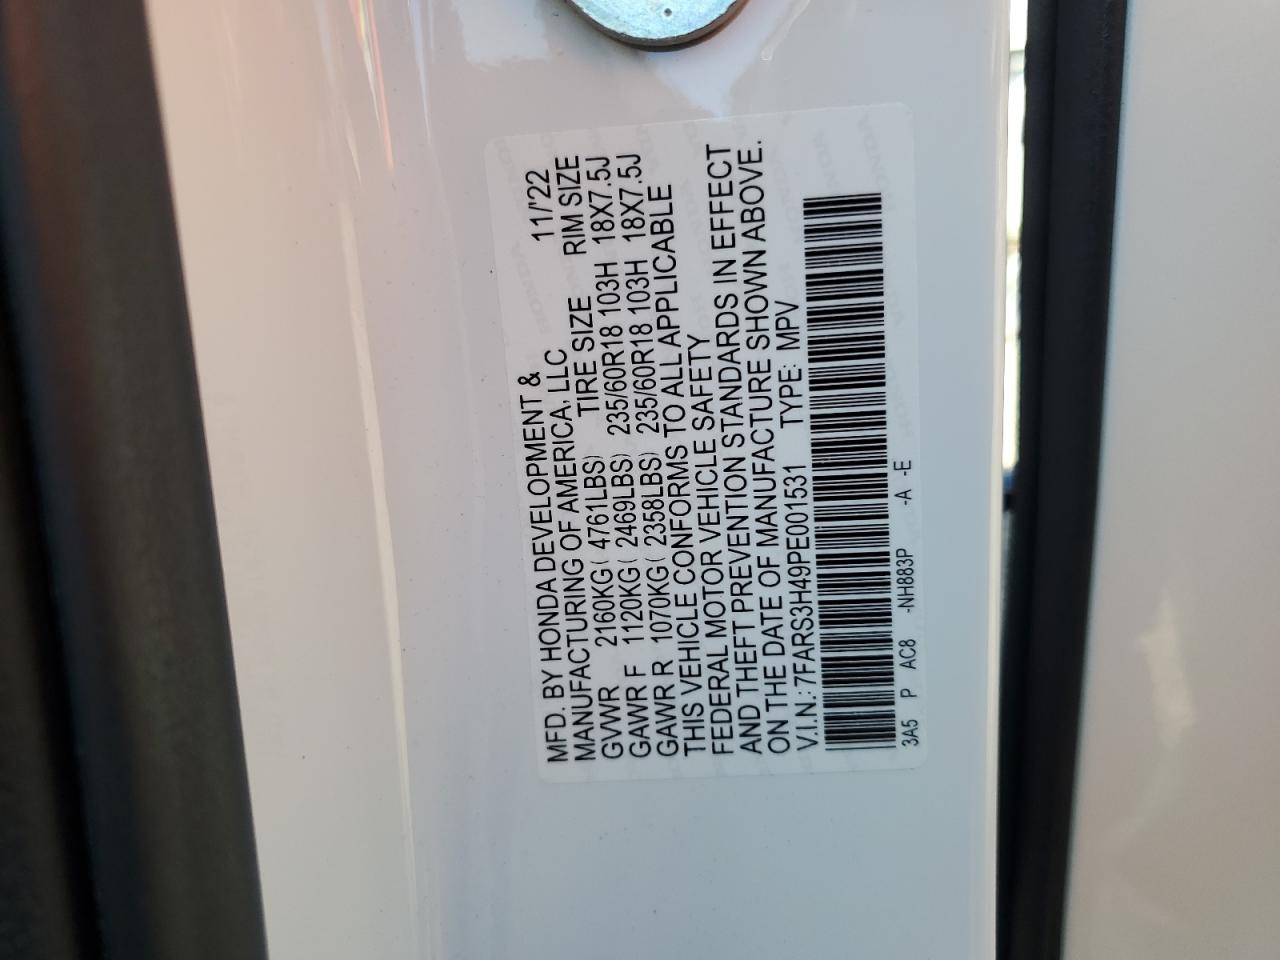 MFD. BY HONDA DEVELOPMENT & 11/'22
MANUFACTURING OF AMERICA, LLC
TIRE SIZE RIM SIZE
GVWR 2160KG( 4761LBS)
GAWR F 1120KG( 2469LBS) 235/60R18 103H 18X7.5J
GAWR R 1070KG( 2358LBS) 235/60R18 103H 18X7.5J
THIS VEHICLE CONFORMS TO ALL APPLICABLE
FEDERAL MOTOR VEHICLE SAFETY
AND THEFT PREVENTION STANDARDS IN EFFECT
ON THE DATE OF MANUFACTURE SHOWN ABOVE.
V.I.N.: 7FARS3H49PE001531 TYPE: MPV
3A5 P AC8 -NH883P -A -E